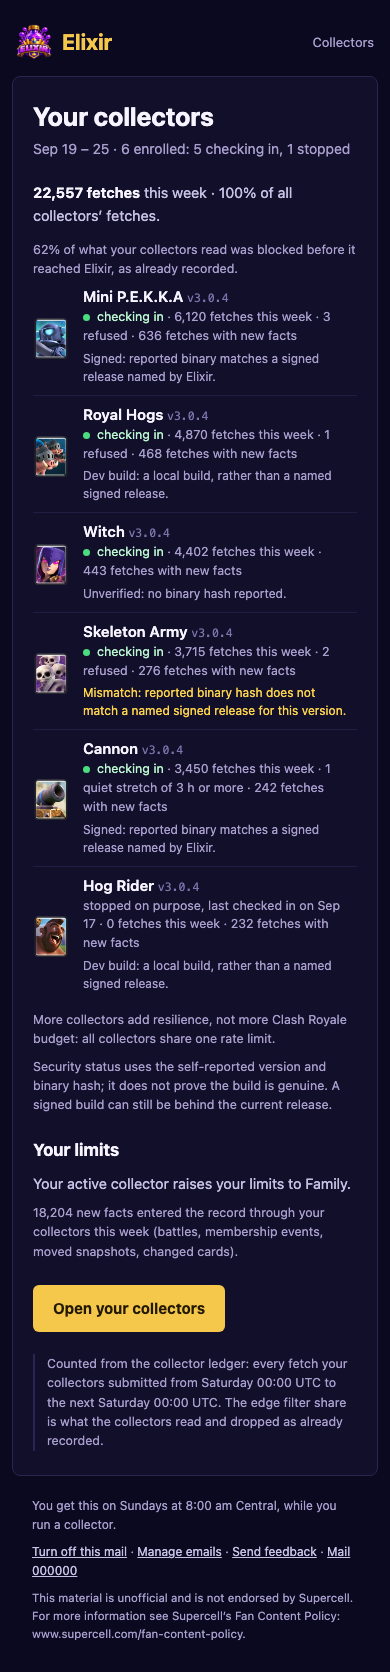 ELIXIR
Elixir
Collectors
Your collectors
Sep 19 – 25 · 6 enrolled: 5 checking in, 1 stopped
22,557 fetches this week · 100% of all
collectors’ fetches.
62% of what your collectors read was blocked before it
reached Elixir, as already recorded.
Mini P.E.K.K.A v3.0.4
checking in · 6,120 fetches this week · 3
refused · 636 fetches with new facts
Signed: reported binary matches a signed
release named by Elixir.
Royal Hogs v3.0.4
checking in · 4,870 fetches this week · 1
refused · 468 fetches with new facts
Dev build: a local build, rather than a named
signed release.
Witch v3.0.4
checking in · 4,402 fetches this week ·
443 fetches with new facts
Unverified: no binary hash reported.
Skeleton Army v3.0.4
checking in · 3,715 fetches this week · 2
refused · 276 fetches with new facts
Mismatch: reported binary hash does not
match a named signed release for this version.
Cannon v3.0.4
checking in · 3,450 fetches this week · 1
quiet stretch of 3 h or more · 242 fetches
with new facts
Signed: reported binary matches a signed
release named by Elixir.
Hog Rider v3.0.4
stopped on purpose, last checked in on Sep
17 · 0 fetches this week · 232 fetches with
new facts
Dev build: a local build, rather than a named
signed release.
More collectors add resilience, not more Clash Royale
budget: all collectors share one rate limit.
Security status uses the self-reported version and
binary hash; it does not prove the build is genuine. A
signed build can still be behind the current release.
Your limits
Your active collector raises your limits to Family.
18,204 new facts entered the record through your
collectors this week (battles, membership events,
moved snapshots, changed cards).
Open your collectors
Counted from the collector ledger: every fetch your
collectors submitted from Saturday 00:00 UTC to
the next Saturday 00:00 UTC. The edge filter share
is what the collectors read and dropped as already
recorded.
You get this on Sundays at 8:00 am Central, while you
run a collector.
Turn off this mail · Manage emails · Send feedback · Mail
000000
This material is unofficial and is not endorsed by Supercell.
For more information see Supercell’s Fan Content Policy:
www.supercell.com/fan-content-policy.